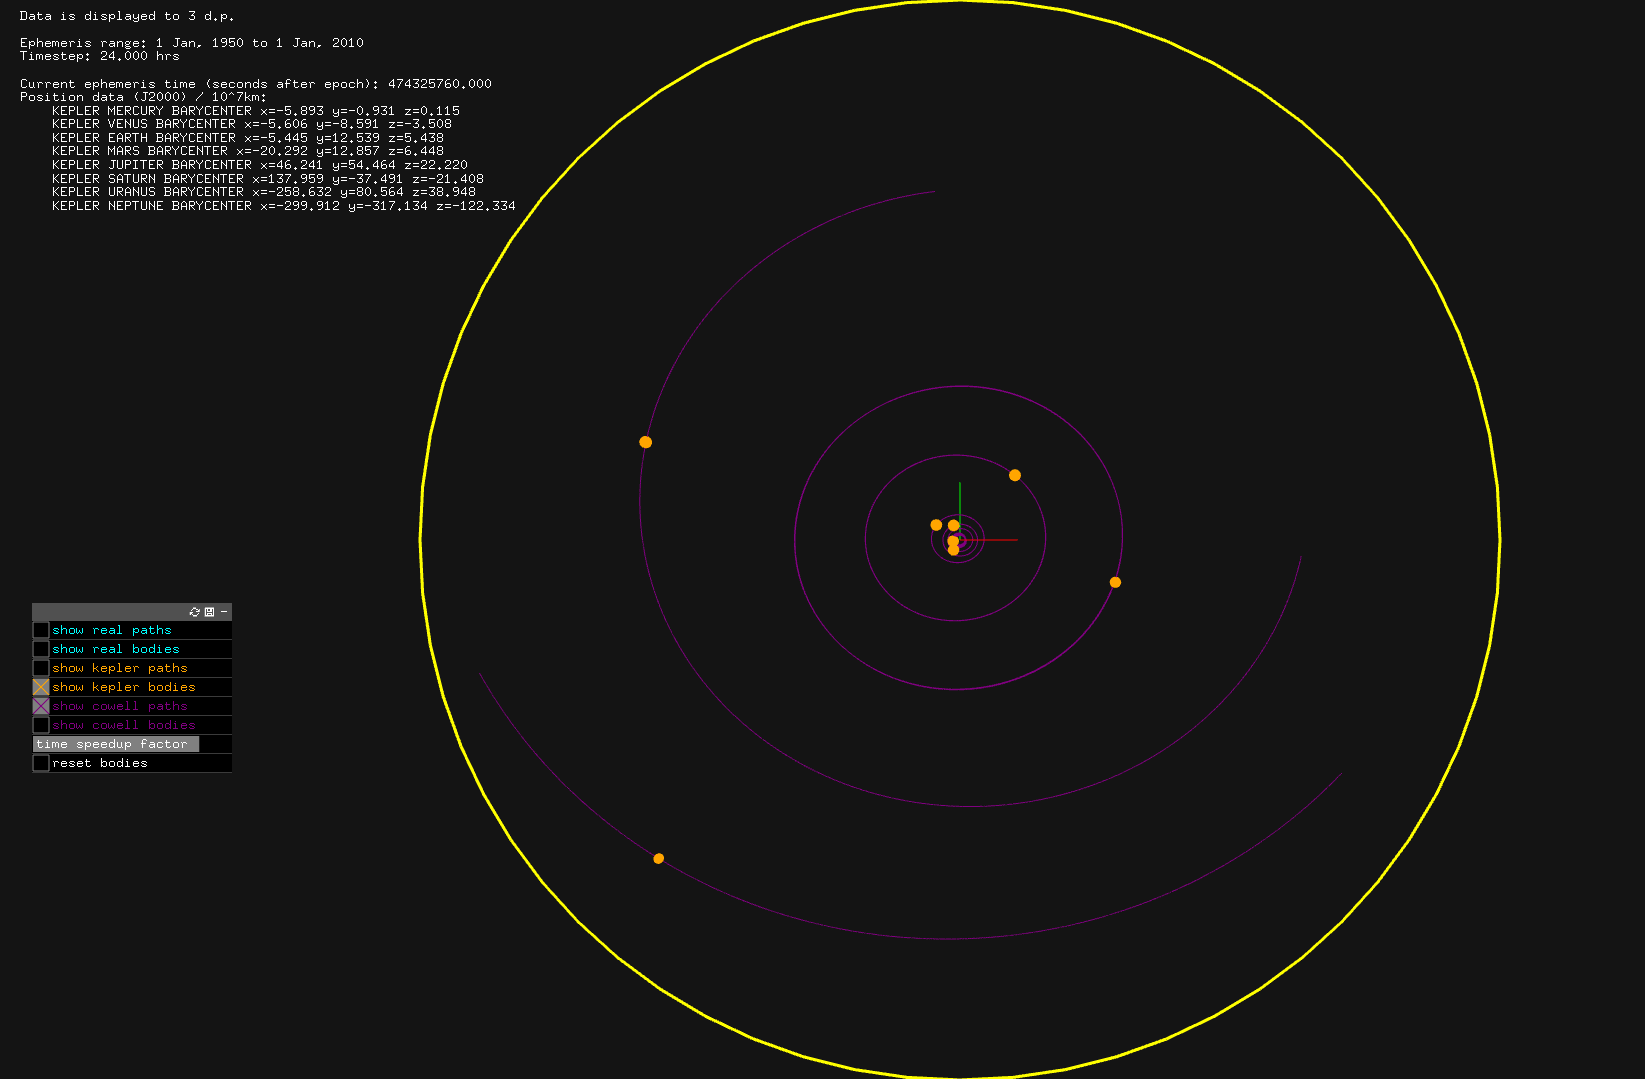 Data is displayed to 3 d.p.
Ephemeris range: 1 Jan, 1950 to 1 Jan, 2010
Timestep: 24.000 hrs
Current ephemeris time (seconds after epoch): 474325760.000
Position data (J2000) / 10^7km:
KEPLER MERCURY BARYCENTER x=-5.893 y=-0.931 z=0.115
KEPLER VENUS BARYCENTER x=-5.606 y=-8.591 z=-3.508
KEPLER EARTH BARYCENTER x=-5.445 y=12.539 z=5.438
KEPLER MARS BARYCENTER x=-20.292 y=12.857 z=6.448
KEPLER JUPITER BARYCENTER x=46.241 y=54.464 z=22.220
KEPLER SATURN BARYCENTER x=137.959 y=-37.491 z=-21.408
KEPLER URANUS BARYCENTER x=-258.632 y=80.564 z=38.948
KEPLER NEPTUNE BARYCENTER x=-299.912 y=-317.134 z=-122.334
show real paths
show real bodies
show kepler paths
show kepler bodies
show cowell paths
show cowell bodies
time speedup factor
reset bodies